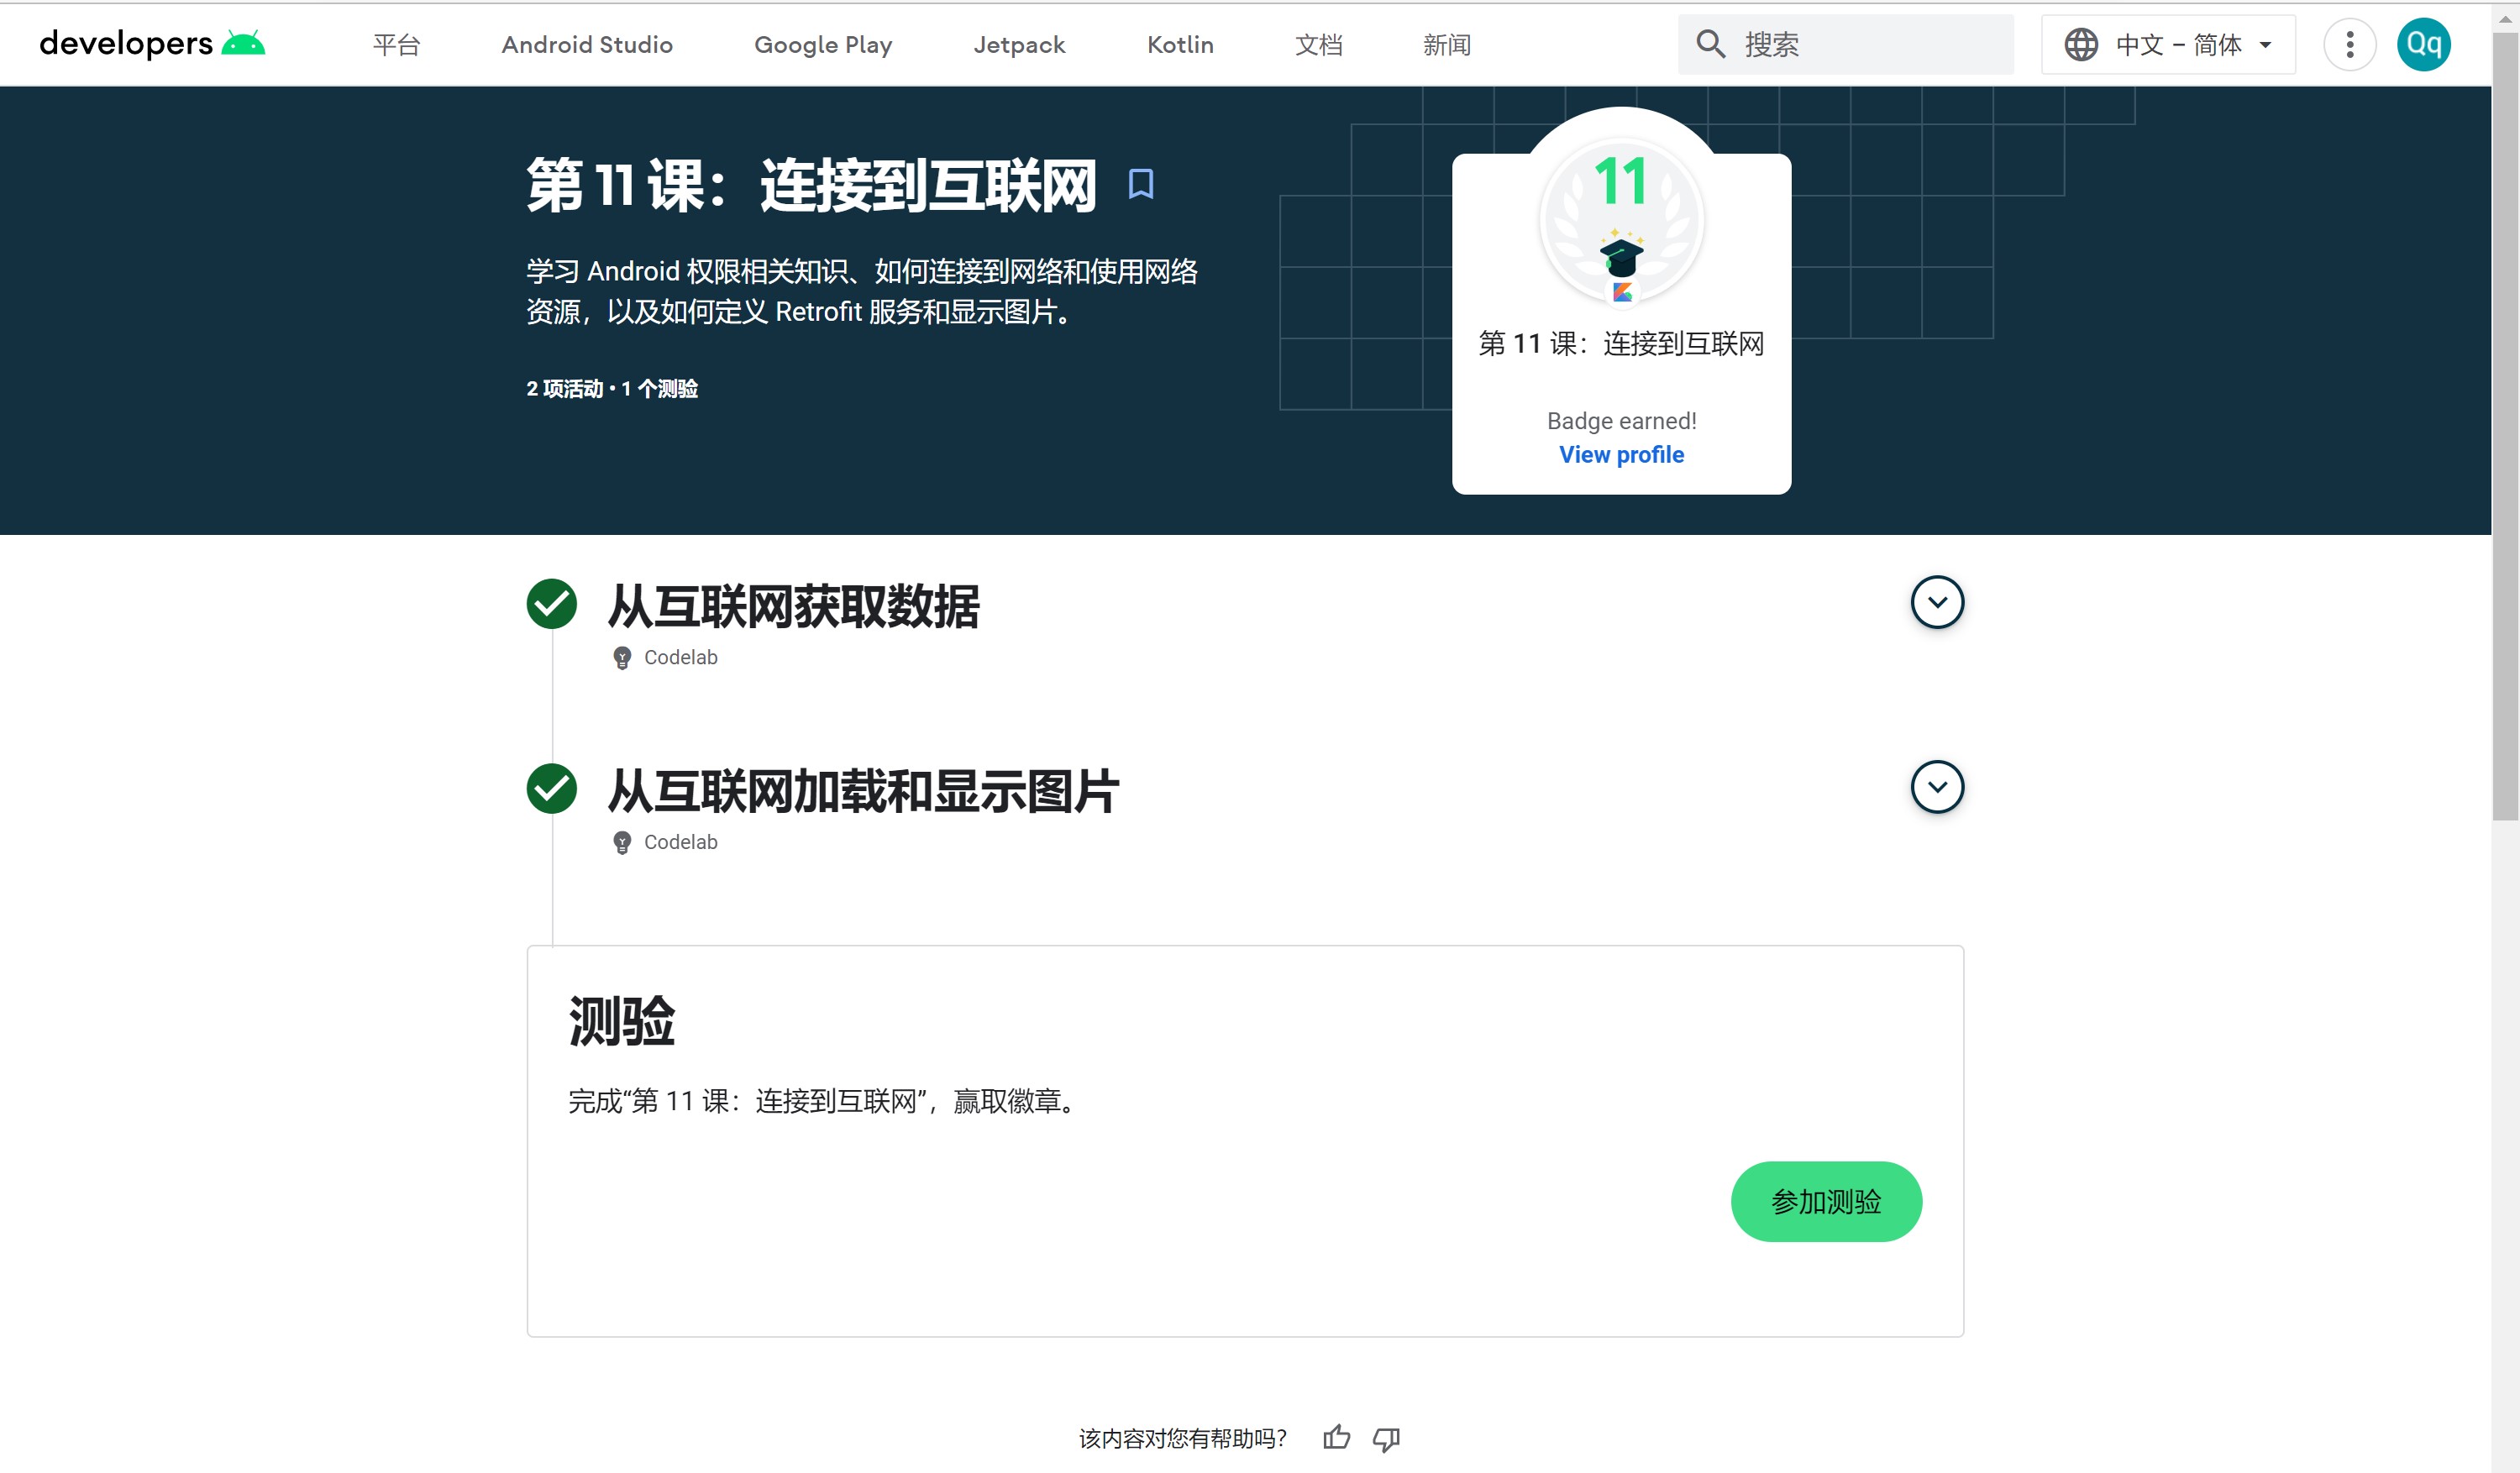 developers
平台
Android Studio
Google Play
Jetpack
Kotlin
文档
新闻
搜索
中文 – 简体
Qq
第 11 课：连接到互联网
学习 Android 权限相关知识、如何连接到网络和使用网络
资源，以及如何定义 Retrofit 服务和显示图片。
2 项活动 • 1 个测验
11
第 11 课：连接到互联网
Badge earned!
View profile
从互联网获取数据
Codelab
从互联网加载和显示图片
Codelab
测验
完成“第 11 课：连接到互联网”，赢取徽章。
参加测验
该内容对您有帮助吗？